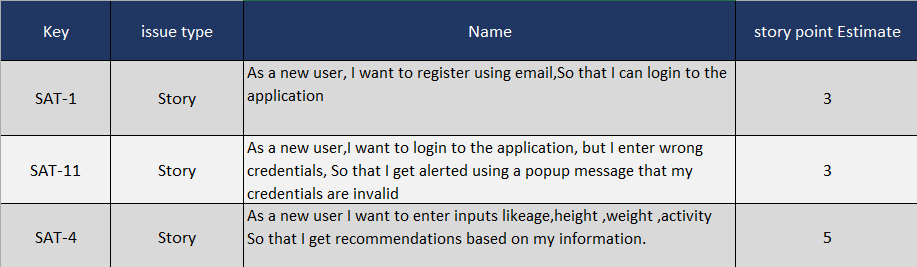 Key issue type Name story point Estimate
SAT-1 Story As a new user, I want to register using email,So that I can login to the
application 3
SAT-11 Story As a new user,I want to login to the application, but I enter wrong
credentials, So that I get alerted using a popup message that my
credentials are invalid 3
SAT-4 Story As a new user I want to enter inputs likeage,height ,weight ,activity
So that I get recommendations based on my information. 5